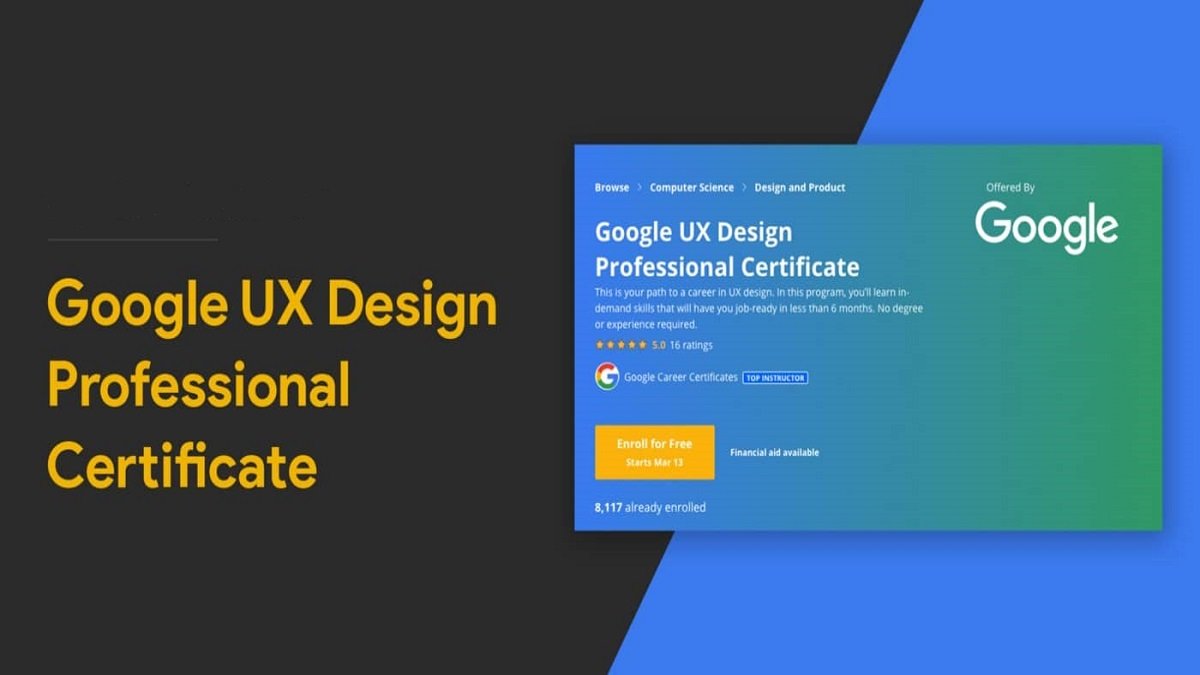 Google UX Design
Professional
Certificate
Browse > Computer Science > Design and Product
Offered By
Google
Google UX Design
Professional Certificate
This is your path to a career in UX design. In this program, you'll learn in-
demand skills that will have you job-ready in less than 6 months. No degree
or experience required.
5.0 16 ratings
G Google Career Certificates TOP INSTRUCTOR
Enroll for Free
Starts Mar 13
Financial aid available
8,117 already enrolled